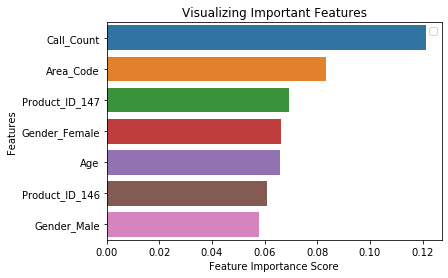 Visualizing Important Features
Call_Count
Area_Code
Product_ID_147
Gender_Female
Age
Product_ID_146
Gender_Male
Features
0.00 0.02 0.04 0.06 0.08 0.10 0.12
Feature Importance Score